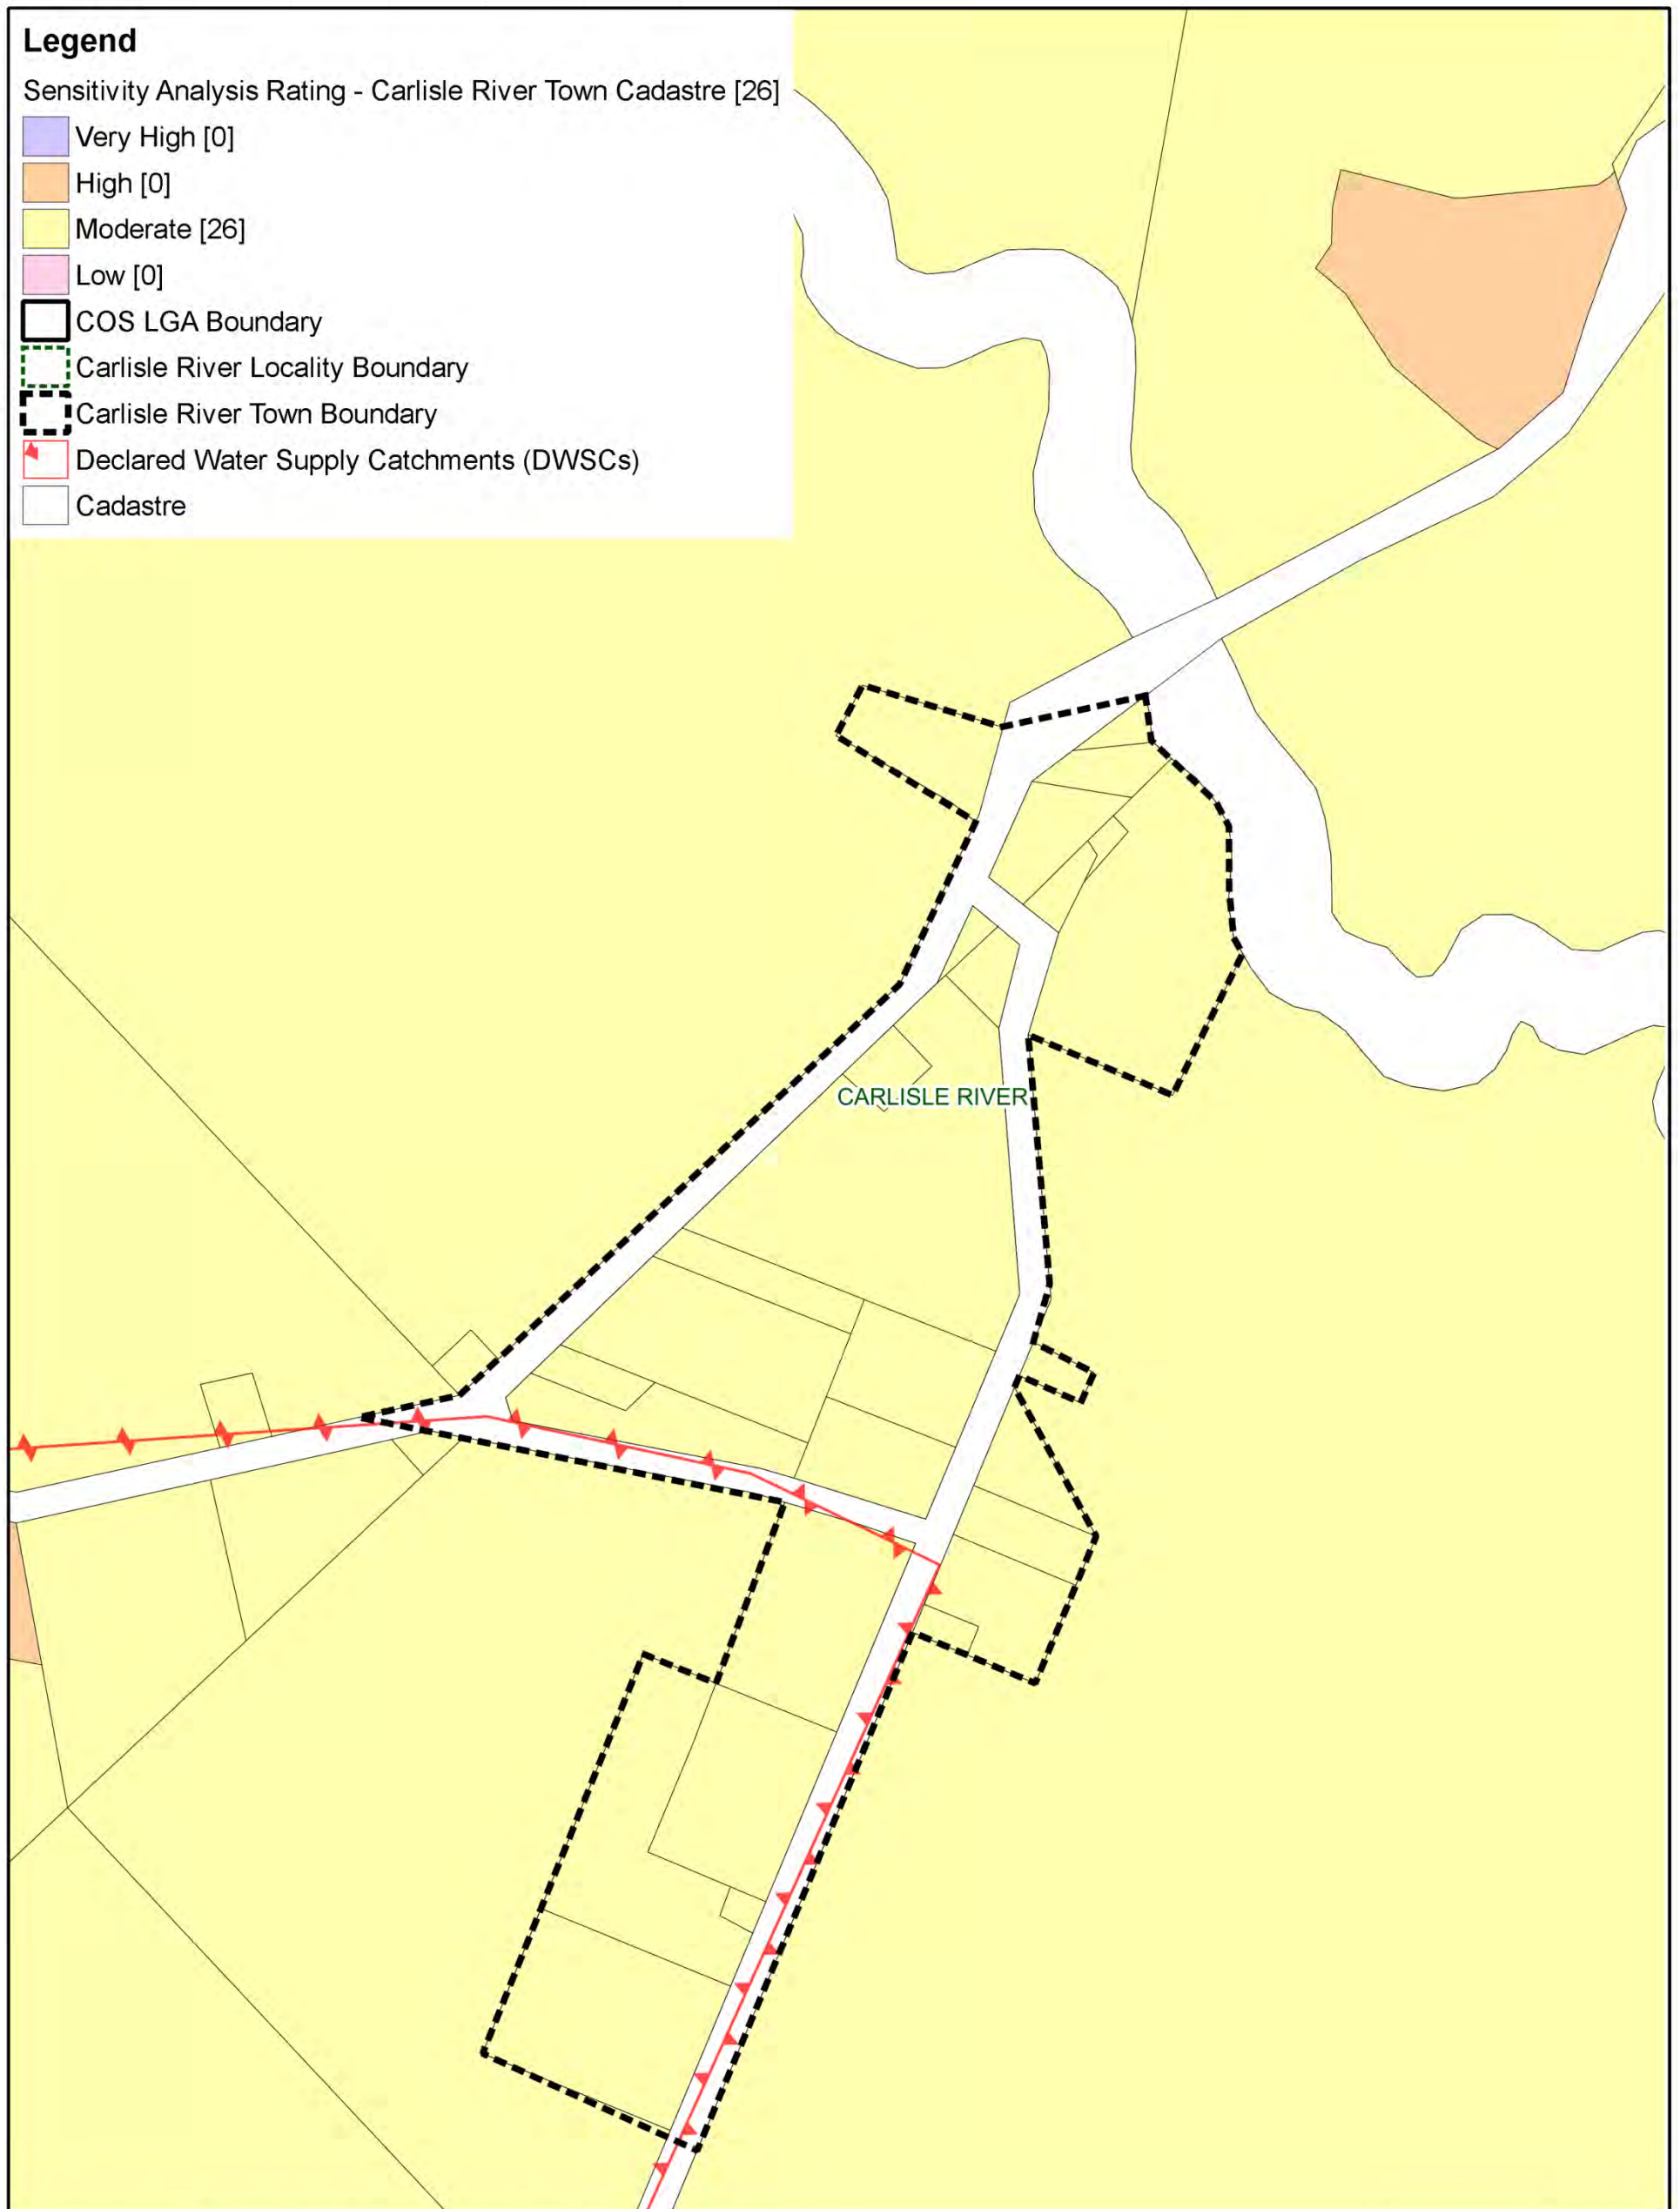 Legend
Sensitivity Analysis Rating - Carlisle River Town Cadastre [26]
Very High [0]
High [0]
Moderate [26]
Low [0]
COS LGA Boundary
Carlisle River Locality Boundary
Carlisle River Town Boundary
Declared Water Supply Catchments (DWSCs)
Cadastre
CARLISLE RIVER